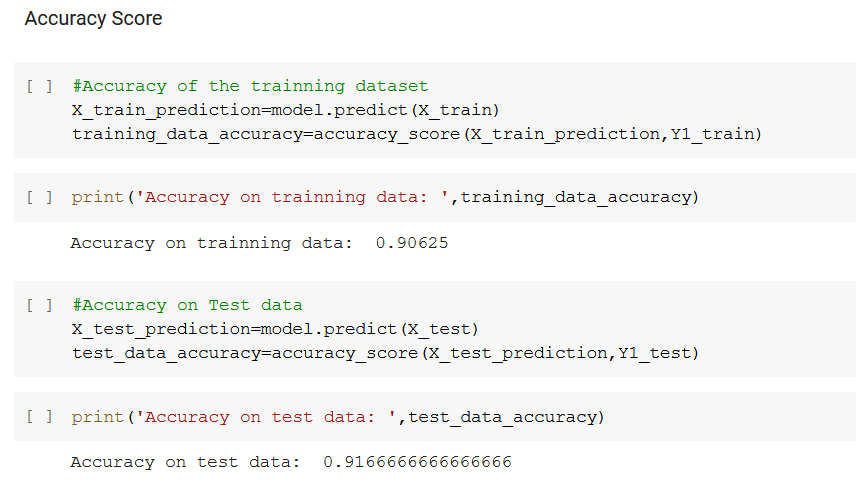 Accuracy Score
[ ] #Accuracy of the trainning dataset
X_train_prediction=model.predict(X_train)
training_data_accuracy=accuracy_score(X_train_prediction,Y1_train)
[ ] print('Accuracy on trainning data: ',training_data_accuracy)
Accuracy on trainning data:  0.90625
[ ] #Accuracy on Test data
X_test_prediction=model.predict(X_test)
test_data_accuracy=accuracy_score(X_test_prediction,Y1_test)
[ ] print('Accuracy on test data: ',test_data_accuracy)
Accuracy on test data:  0.9166666666666666